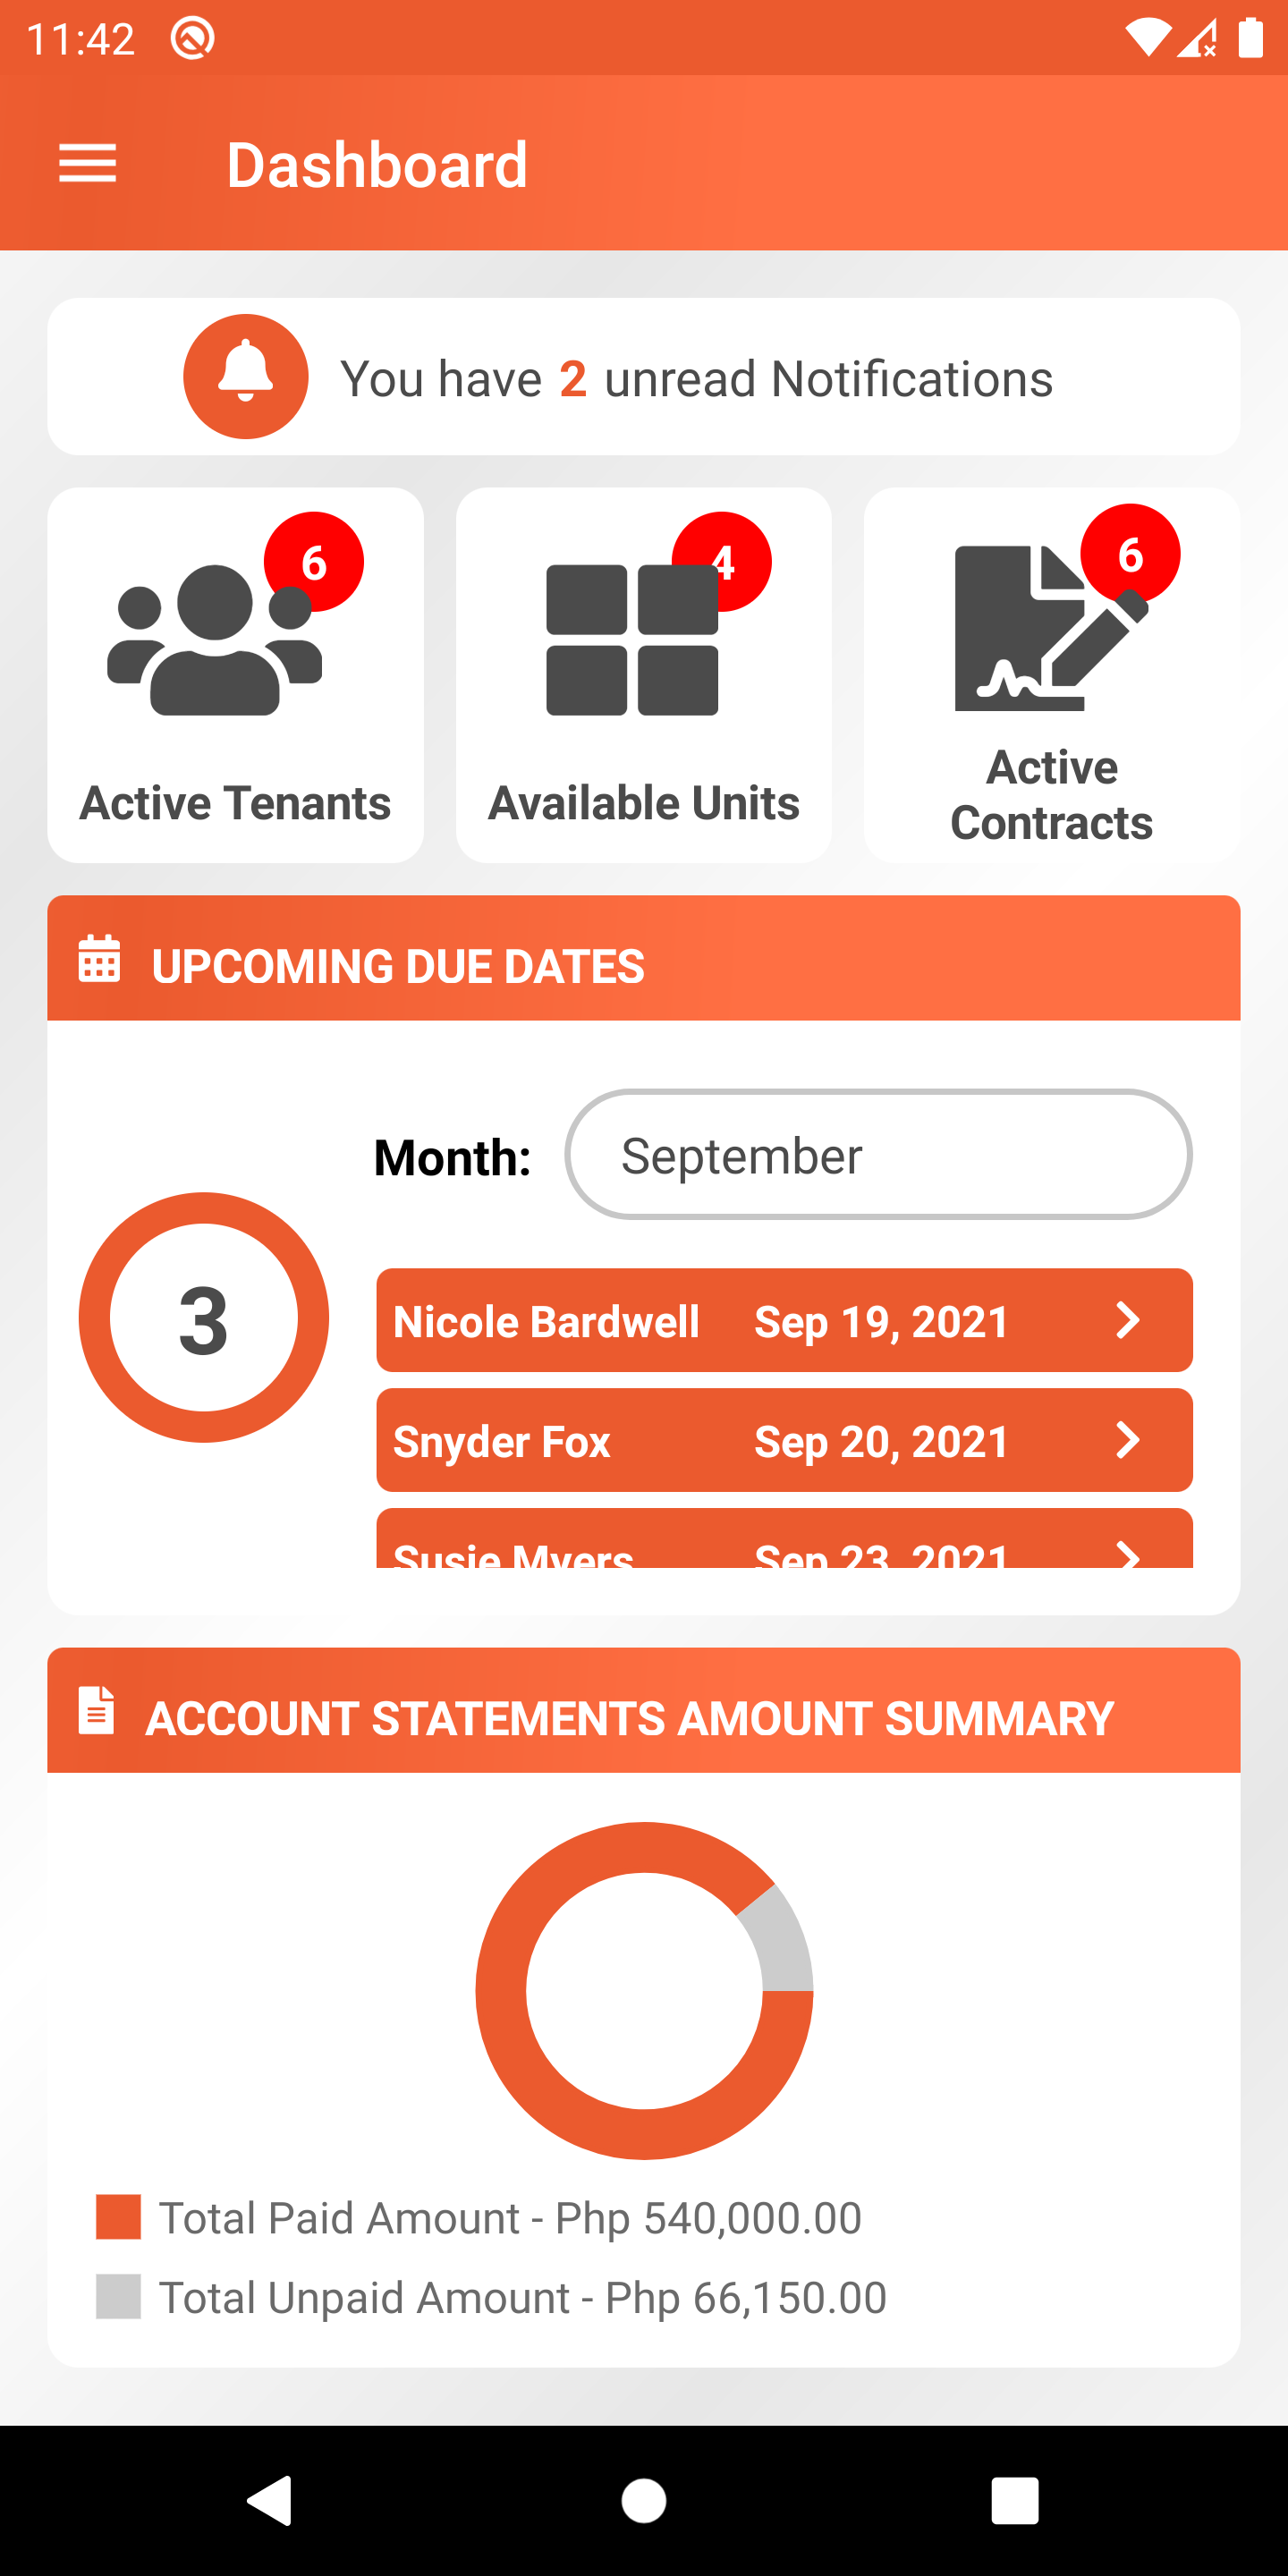 11:42
Dashboard
You have 2 unread Notifications
6
4
6
Active Tenants
Available Units
Active
Contracts
UPCOMING DUE DATES
Month:
September
3
Nicole Bardwell Sep 19, 2021
Snyder Fox Sep 20, 2021
Susie Myers Sep 23, 2021
ACCOUNT STATEMENTS AMOUNT SUMMARY
Total Paid Amount - Php 540,000.00
Total Unpaid Amount - Php 66,150.00